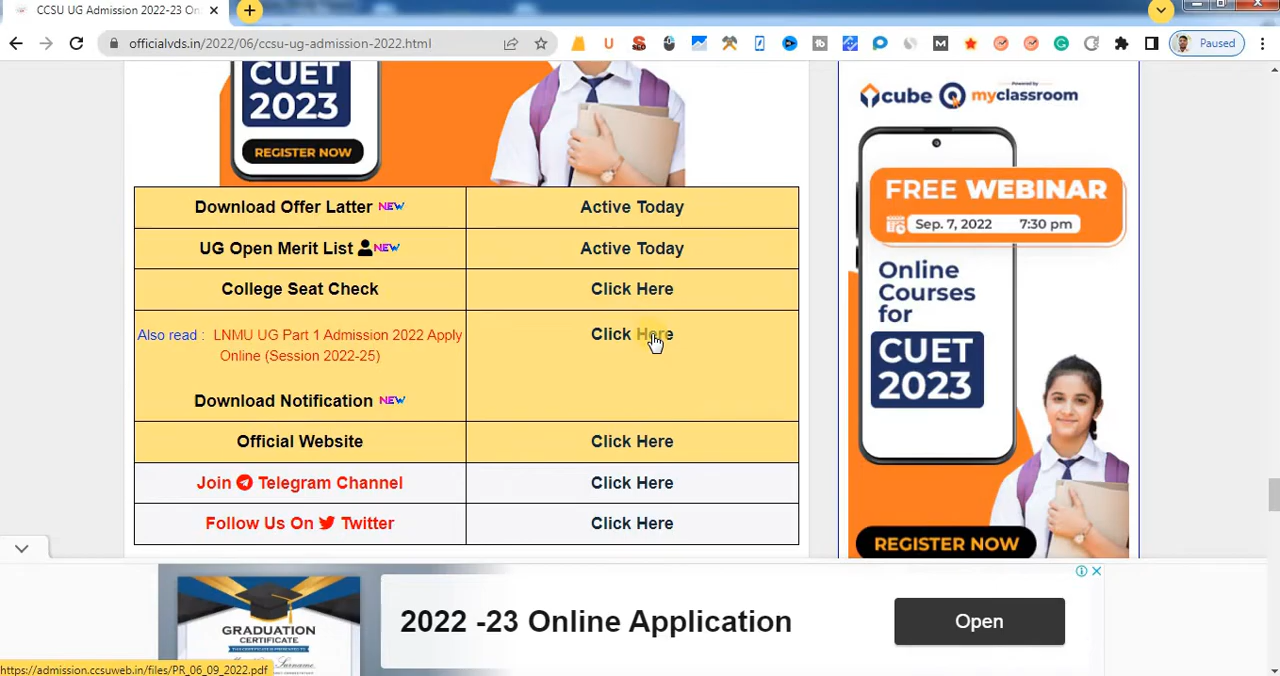 CCSU UG Admission 2022-23 On
officialvds.in/2022/06/ccsu-ug-admission-2022.html
Paused
CUET
2023
REGISTER NOW
Download Offer Latter NEW
Active Today
UG Open Merit List NEW
Active Today
College Seat Check
Click Here
Also read : LNMU UG Part 1 Admission 2022 Apply
Online (Session 2022-25)
Click Here
Download Notification NEW
Official Website
Click Here
Join Telegram Channel
Click Here
Follow Us On Twitter
Click Here
Powered by
cube Q myclassroom
FREE WEBINAR
Sep. 7, 2022 7:30 pm
Online
Courses
for
CUET
2023
REGISTER NOW
GRADUATION
CERTIFICATE
2022 -23 Online Application
Open
https://admission.ccsuweb.in/files/PR_06_09_2022.pdf